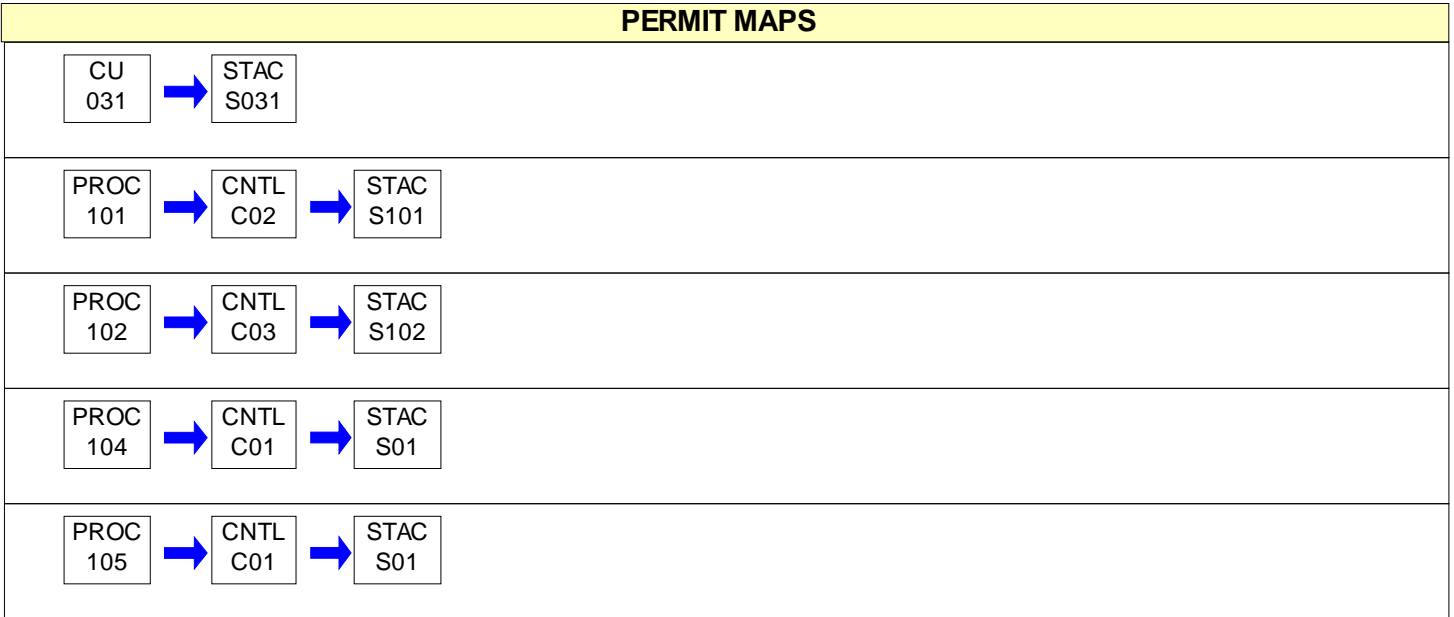 PERMIT MAPS
CU
031
STAC
S031
PROC
101
CNTL
C02
STAC
S101
PROC
102
CNTL
C03
STAC
S102
PROC
104
CNTL
C01
STAC
S01
PROC
105
CNTL
C01
STAC
S01